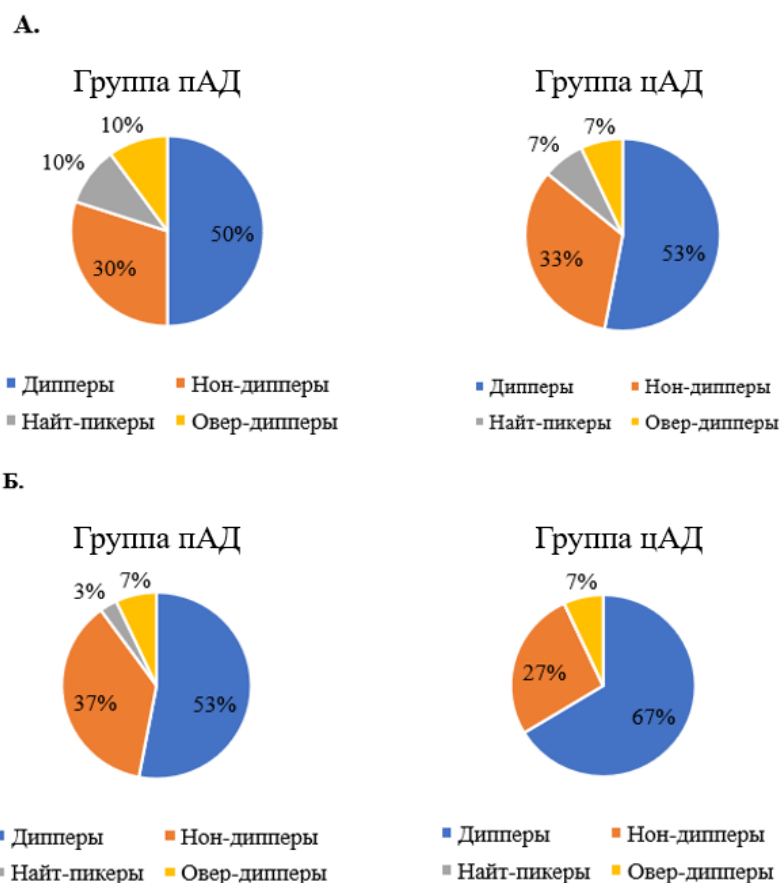 А.
Группа пАД
Группа цАД
10%
10%
50%
30%
7%
7%
53%
33%
Дипперы Нон-дипперы
Найт-пикеры Овер-дипперы
Дипперы Нон-дипперы
Найт-пикеры Овер-дипперы
Б.
Группа пАД
Группа цАД
3%
7%
37%
53%
7%
27%
67%
Дипперы Нон-дипперы
Найт-пикеры Овер-дипперы
Дипперы Нон-дипперы
Найт-пикеры Овер-дипперы